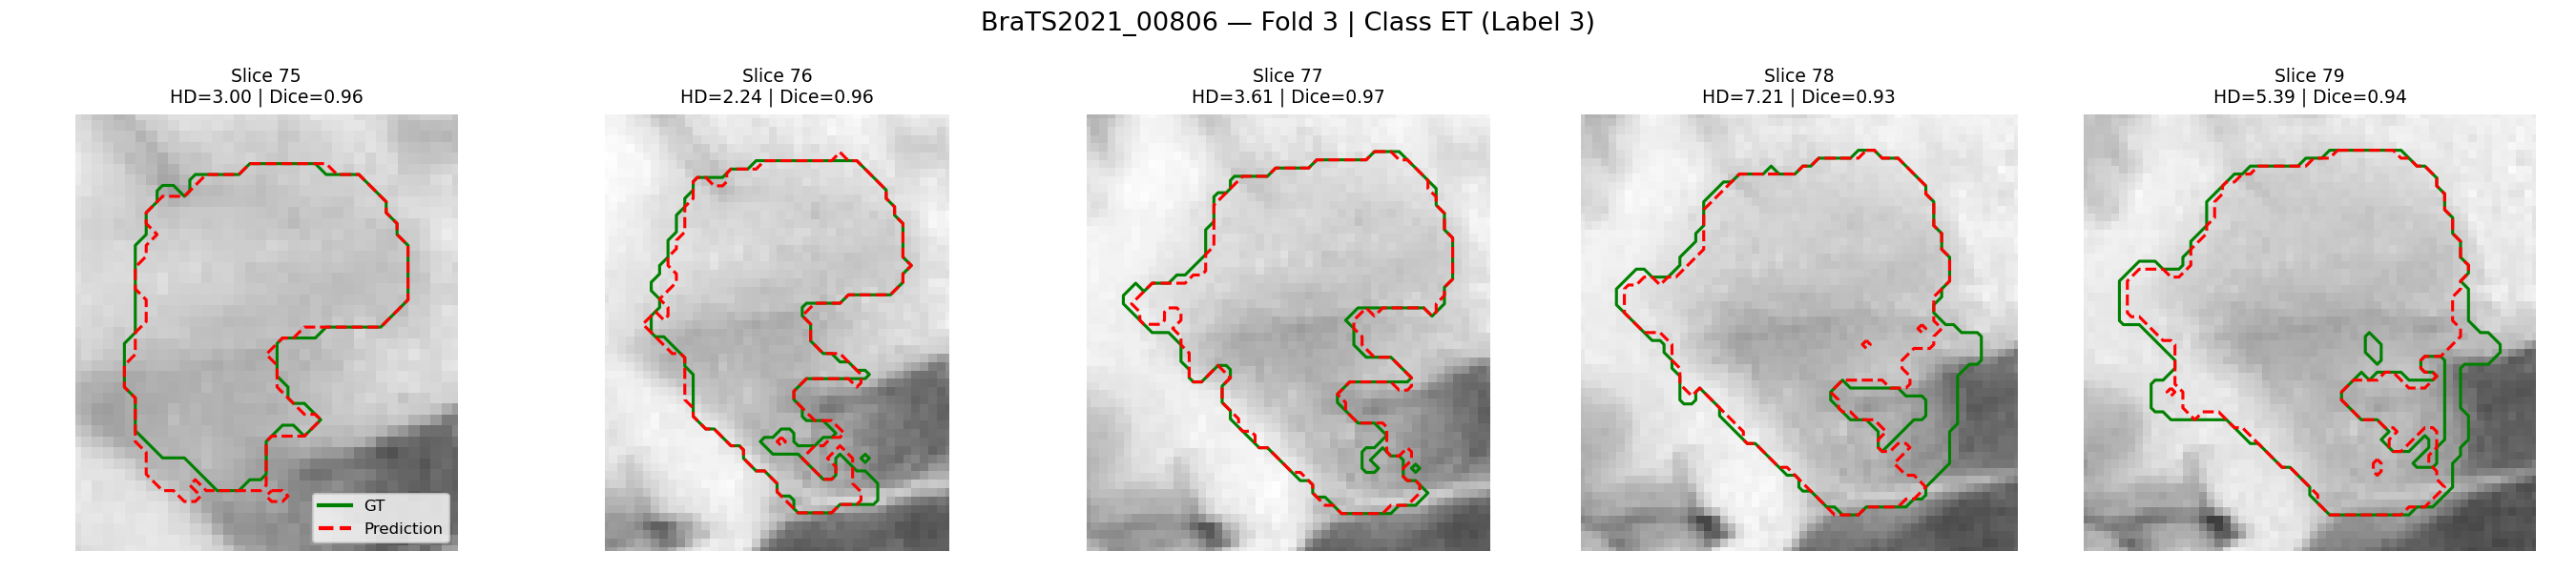 BraTS2021_00806 — Fold 3 | Class ET (Label 3)
Slice 75
HD=3.00 | Dice=0.96
Slice 76
HD=2.24 | Dice=0.96
Slice 77
HD=3.61 | Dice=0.97
Slice 78
HD=7.21 | Dice=0.93
Slice 79
HD=5.39 | Dice=0.94
GT
Prediction